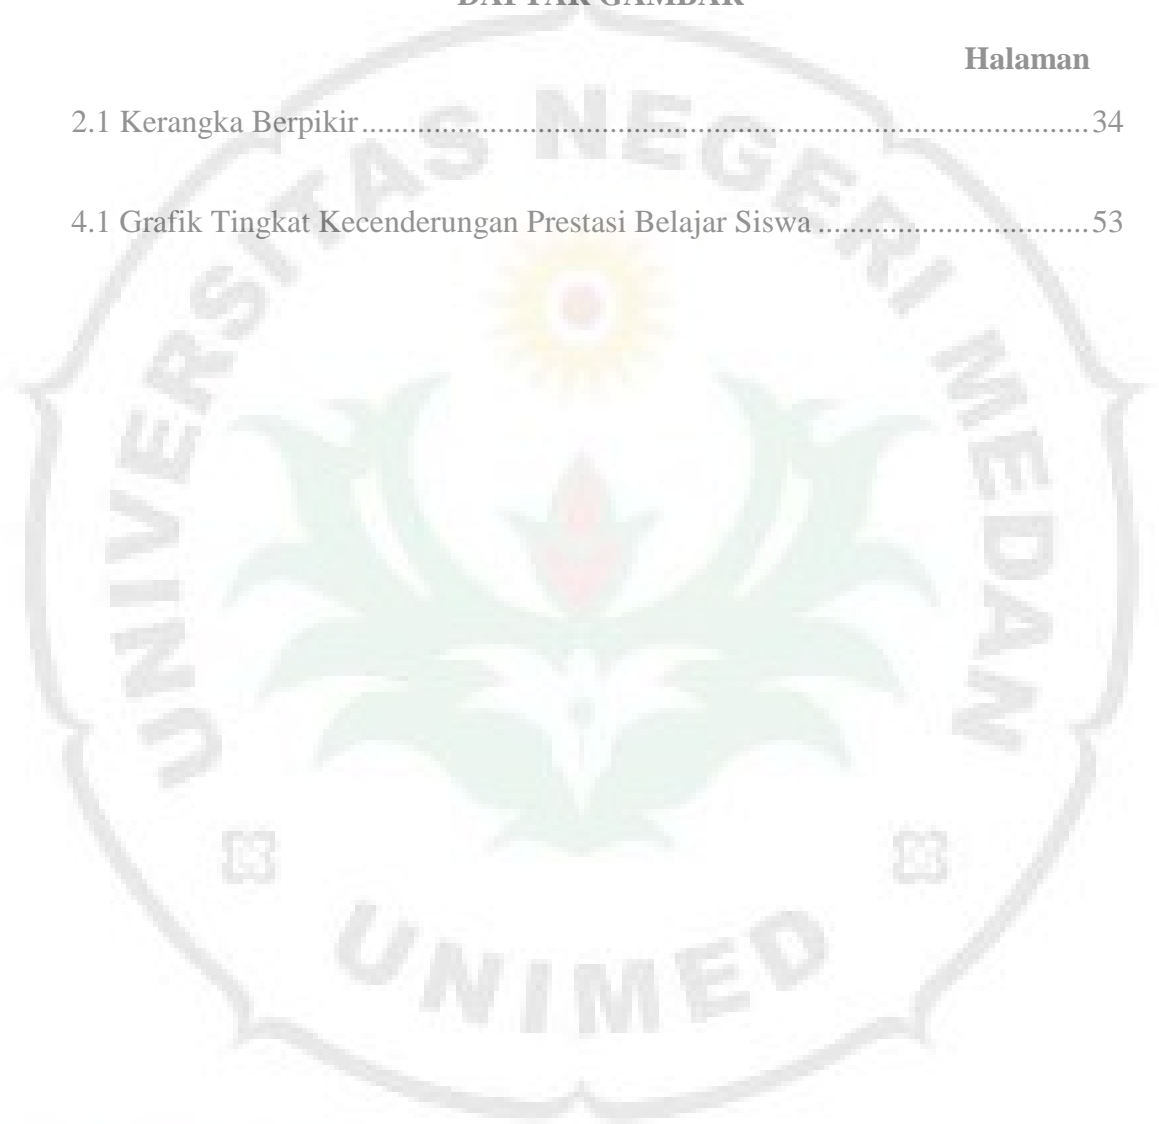 DAFTAR GAMBAR
Halaman
2.1 Kerangka Berpikir.............................................................................................34
4.1 Grafik Tingkat Kecenderungan Prestasi Belajar Siswa ...................................53
UNIVERSITAS NEGERI MEDAN
UNIMED